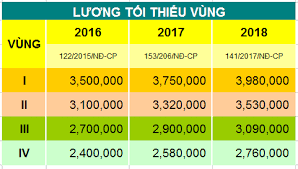 LƯƠNG TỐI THIỂU VÙNG
VÙNG 2016 2017 2018
122/2015/NĐ-CP 153/206/NĐ-CP 141/2017/NĐ-CP
I 3,500,000 3,750,000 3,980,000
II 3,100,000 3,320,000 3,530,000
III 2,700,000 2,900,000 3,090,000
IV 2,400,000 2,580,000 2,760,000